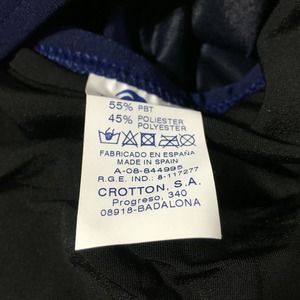 55% PBT
45% POLIESTER
POLYESTER
FABRICADO EN ESPAÑA
MADE IN SPAIN
A-08-844995
R.G.E. IND.: 8-117277
CROTTON, S.A.
Progreso, 340
08918-BADALONA